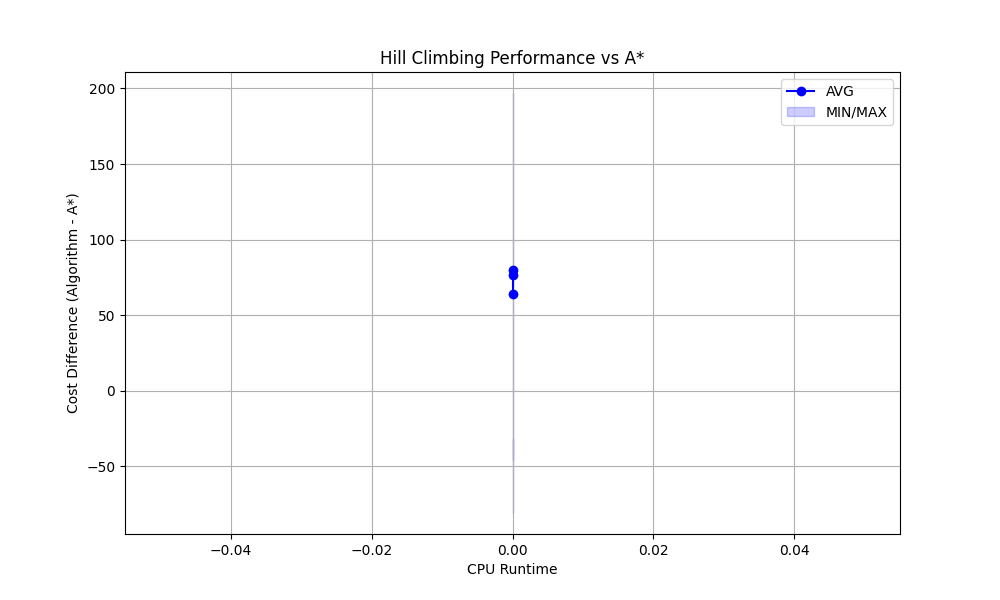 Hill Climbing Performance vs A*
AVG
MIN/MAX
Cost Difference (Algorithm - A*)
200
150
100
50
0
−50
−0.04
−0.02
0.00
0.02
0.04
CPU Runtime